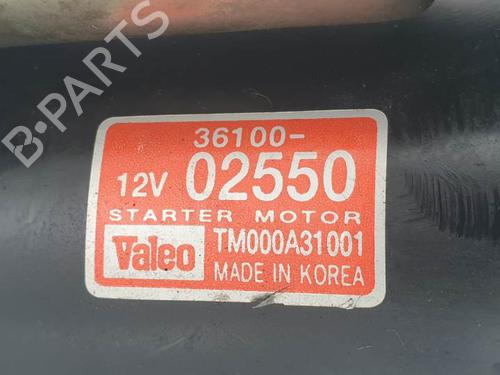 B-PARTS
36100-
12V 02550
STARTER MOTOR
Valeo TM000A31001
MADE IN KOREA